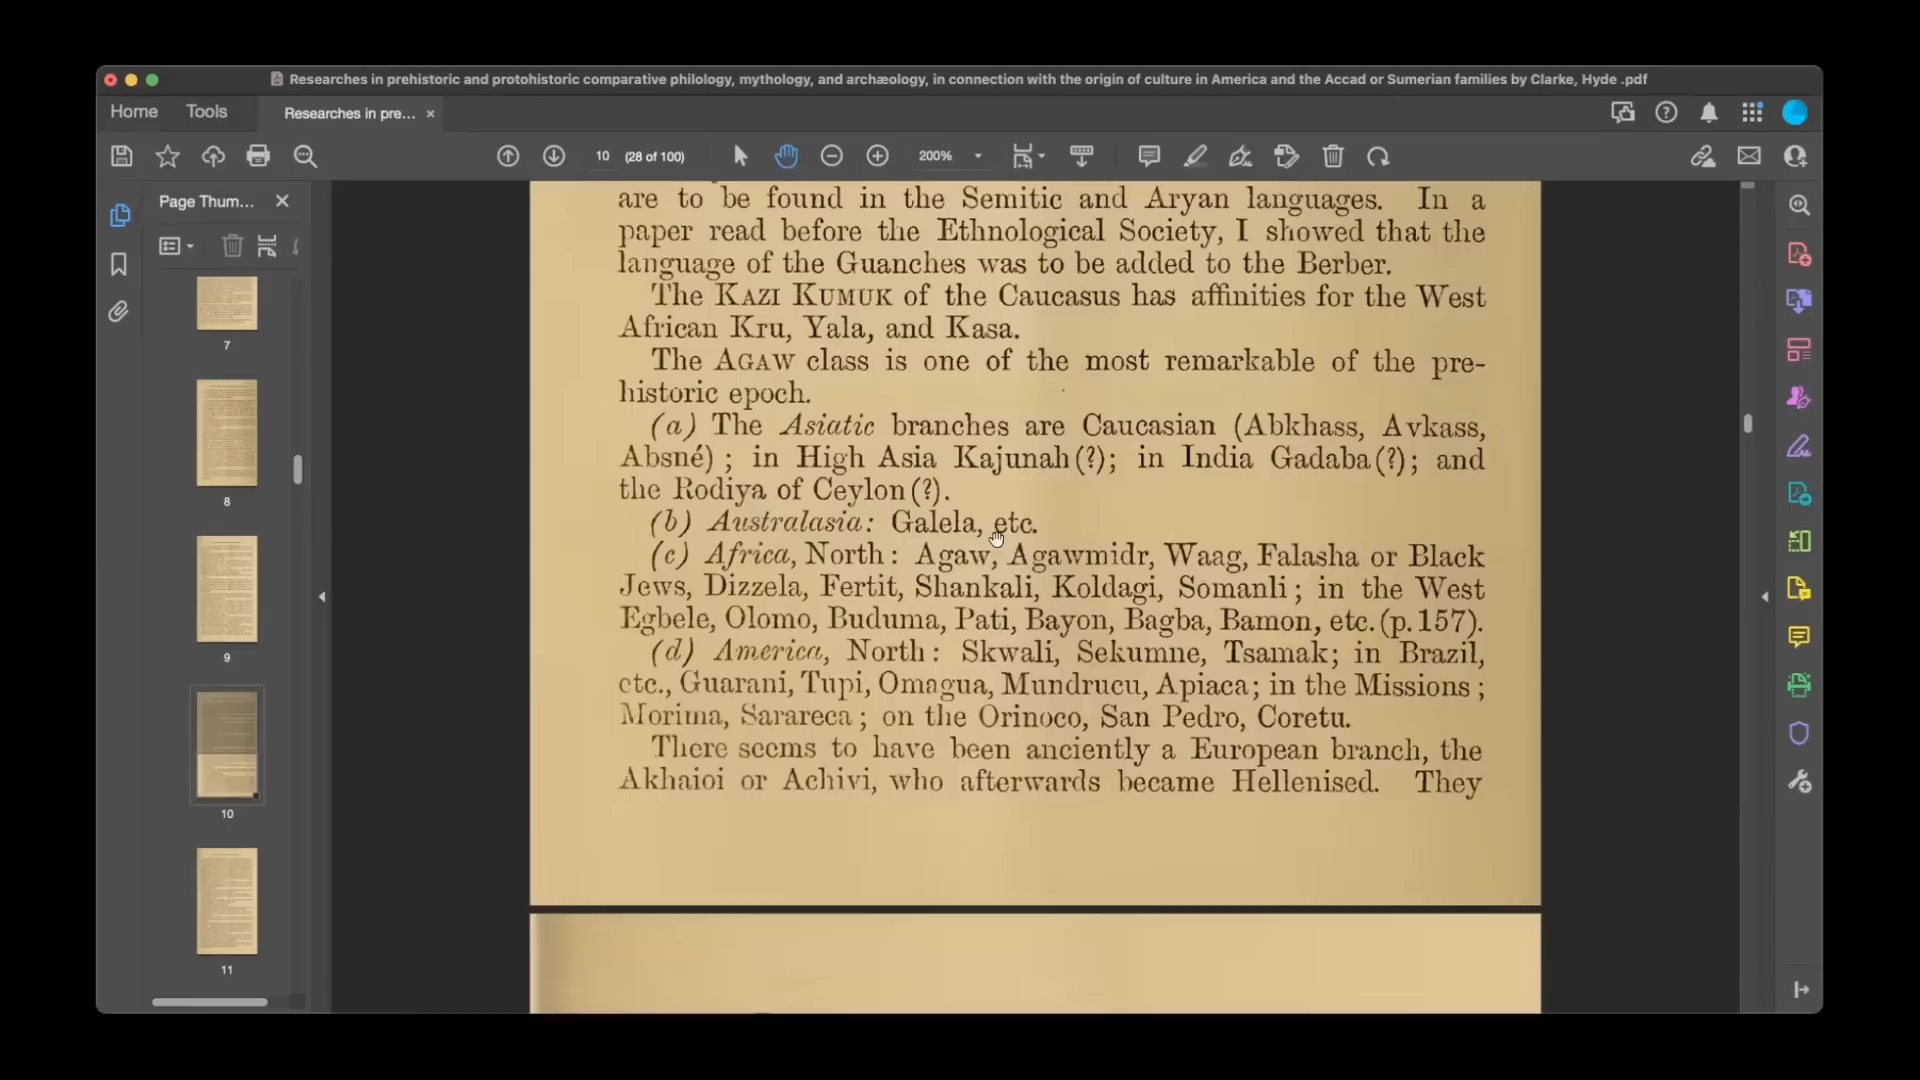 Researches in prehistoric and protohistoric comparative philology, mythology, and archæology, in connection with the origin of culture in America and the Accad or Sumerian families by Clarke, Hyde .pdf
Home Tools Researches in pre... ×
10 (28 of 100) 200%
Page Thum...
7
8
9
10
11
are to be found in the Semitic and Aryan languages. In a
paper read before the Ethnological Society, I showed that the
language of the Guanches was to be added to the Berber.
The KAZI KUMUK of the Caucasus has affinities for the West
African Kru, Yala, and Kasa.
The AGAW class is one of the most remarkable of the pre-
historic epoch.
(a) The Asiatic branches are Caucasian (Abkhass, Avkass,
Absné) ; in High Asia Kajunah (?); in India Gadaba (?); and
the Rodiya of Ceylon (?).
(b) Australasia: Galela, etc.
(c) Africa, North: Agaw, Agawmidr, Waag, Falasha or Black
Jews, Dizzela, Fertit, Shankali, Koldagi, Somanli; in the West
Egbele, Olomo, Buduma, Pati, Bayon, Bagba, Bamon, etc. (p. 157).
(d) America, North: Skwali, Sekumne, Tsamak; in Brazil,
etc., Guarani, Tupi, Omagua, Mundrucu, Apiaca; in the Missions;
Morima, Sarareca; on the Orinoco, San Pedro, Coretu.
There seems to have been anciently a European branch, the
Akhaioi or Achivi, who afterwards became Hellenised. They